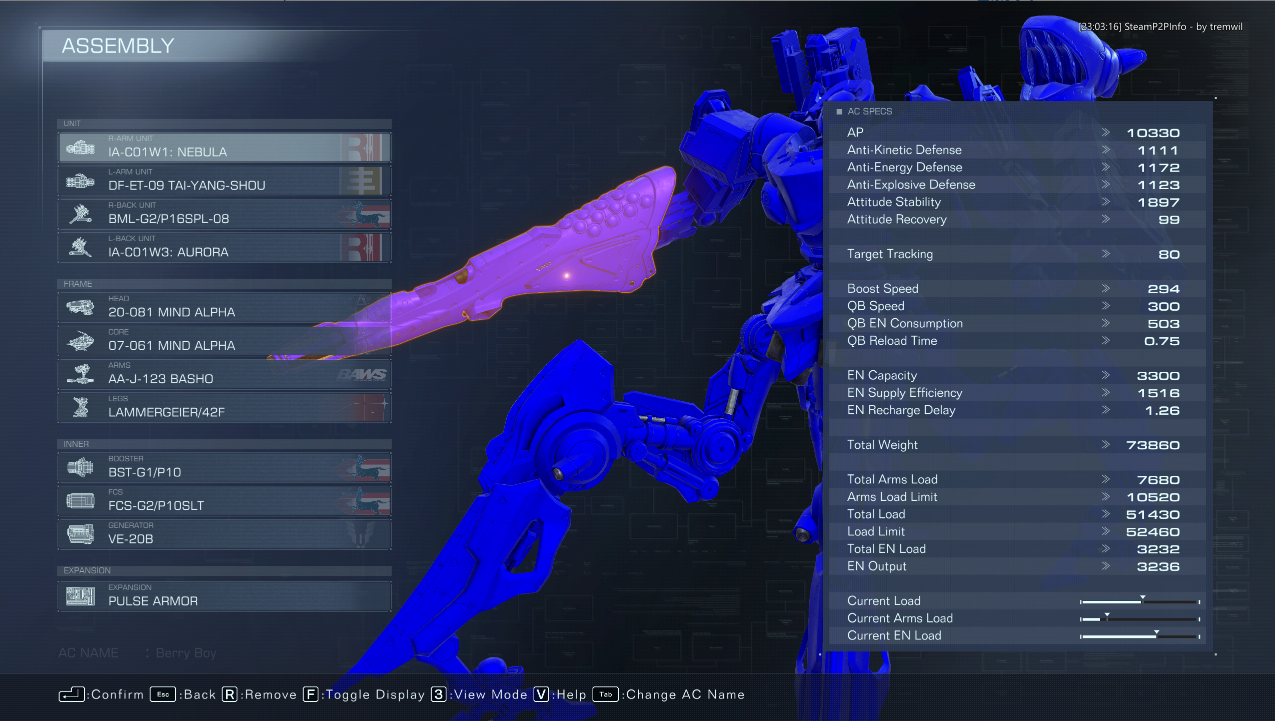 [23:03:16] SteamP2PInfo - by tremwil
ASSEMBLY
UNIT
R-ARM UNIT
IA-C01W1: NEBULA
L-ARM UNIT
DF-ET-09 TAI-YANG-SHOU
R-BACK UNIT
BML-G2/P16SPL-08
L-BACK UNIT
IA-C01W3: AURORA
FRAME
HEAD
20-081 MIND ALPHA
CORE
07-061 MIND ALPHA
ARMS
AA-J-123 BASHO
BAWS
LEGS
LAMMERGEIER/42F
INNER
BOOSTER
BST-G1/P10
FCS
FCS-G2/P10SLT
GENERATOR
VE-20B
EXPANSION
EXPANSION
PULSE ARMOR
AC NAME : Berry Boy
AC SPECS
AP 10330
Anti-Kinetic Defense 1111
Anti-Energy Defense 1172
Anti-Explosive Defense 1123
Attitude Stability 1897
Attitude Recovery 99
Target Tracking 80
Boost Speed 294
QB Speed 300
QB EN Consumption 503
QB Reload Time 0.75
EN Capacity 3300
EN Supply Efficiency 1516
EN Recharge Delay 1.26
Total Weight 73860
Total Arms Load 7680
Arms Load Limit 10520
Total Load 51430
Load Limit 52460
Total EN Load 3232
EN Output 3236
Current Load
Current Arms Load
Current EN Load
:Confirm Esc :Back R :Remove F :Toggle Display 3 :View Mode V :Help Tab :Change AC Name